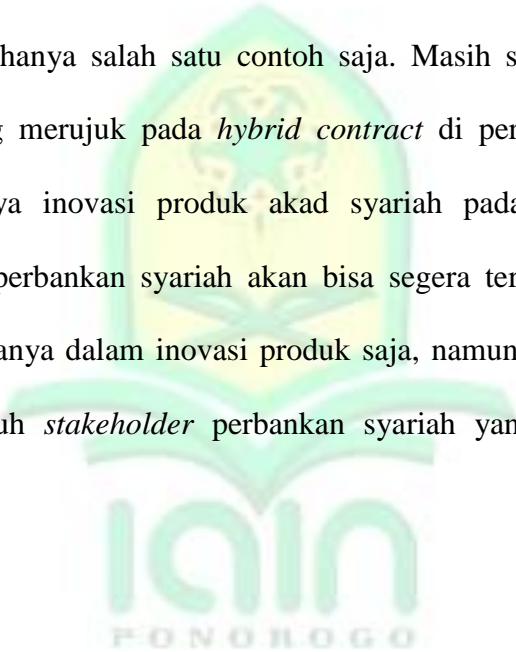 hanya salah satu contoh saja. Masih s
merujuk pada hybrid contract di per
ya inovasi produk akad syariah pada
perbankan syariah akan bisa segera ter
anya dalam inovasi produk saja, namun
uh stakeholder perbankan syariah yan
iain
PONOROGO